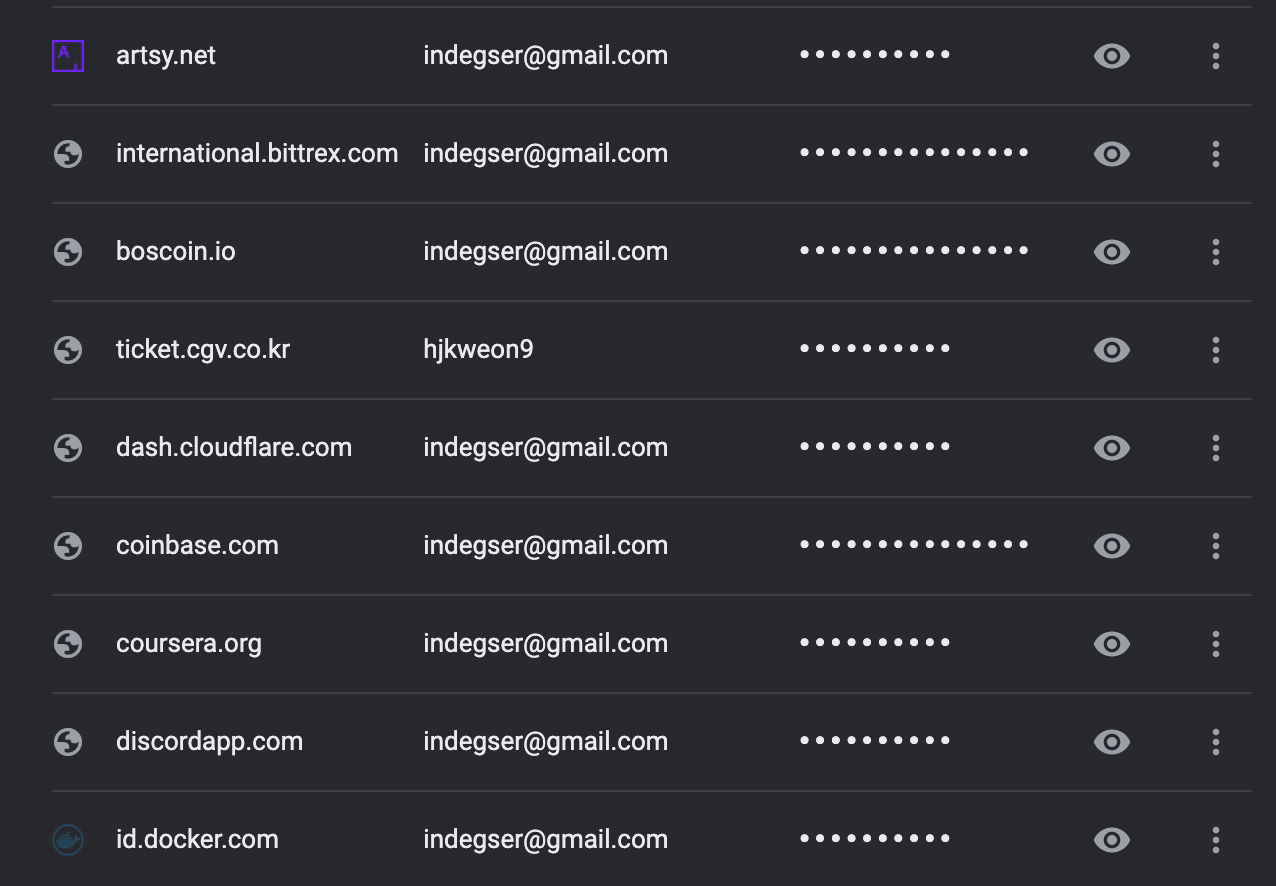 artsy.net indegser@gmail.com ••••••••••
international.bittrex.com indegser@gmail.com •••••••••••••••
boscoin.io indegser@gmail.com •••••••••••••••
ticket.cgv.co.kr hjkweon9 ••••••••••
dash.cloudflare.com indegser@gmail.com ••••••••••
coinbase.com indegser@gmail.com •••••••••••••••
coursera.org indegser@gmail.com ••••••••••
discordapp.com indegser@gmail.com ••••••••••
id.docker.com indegser@gmail.com ••••••••••